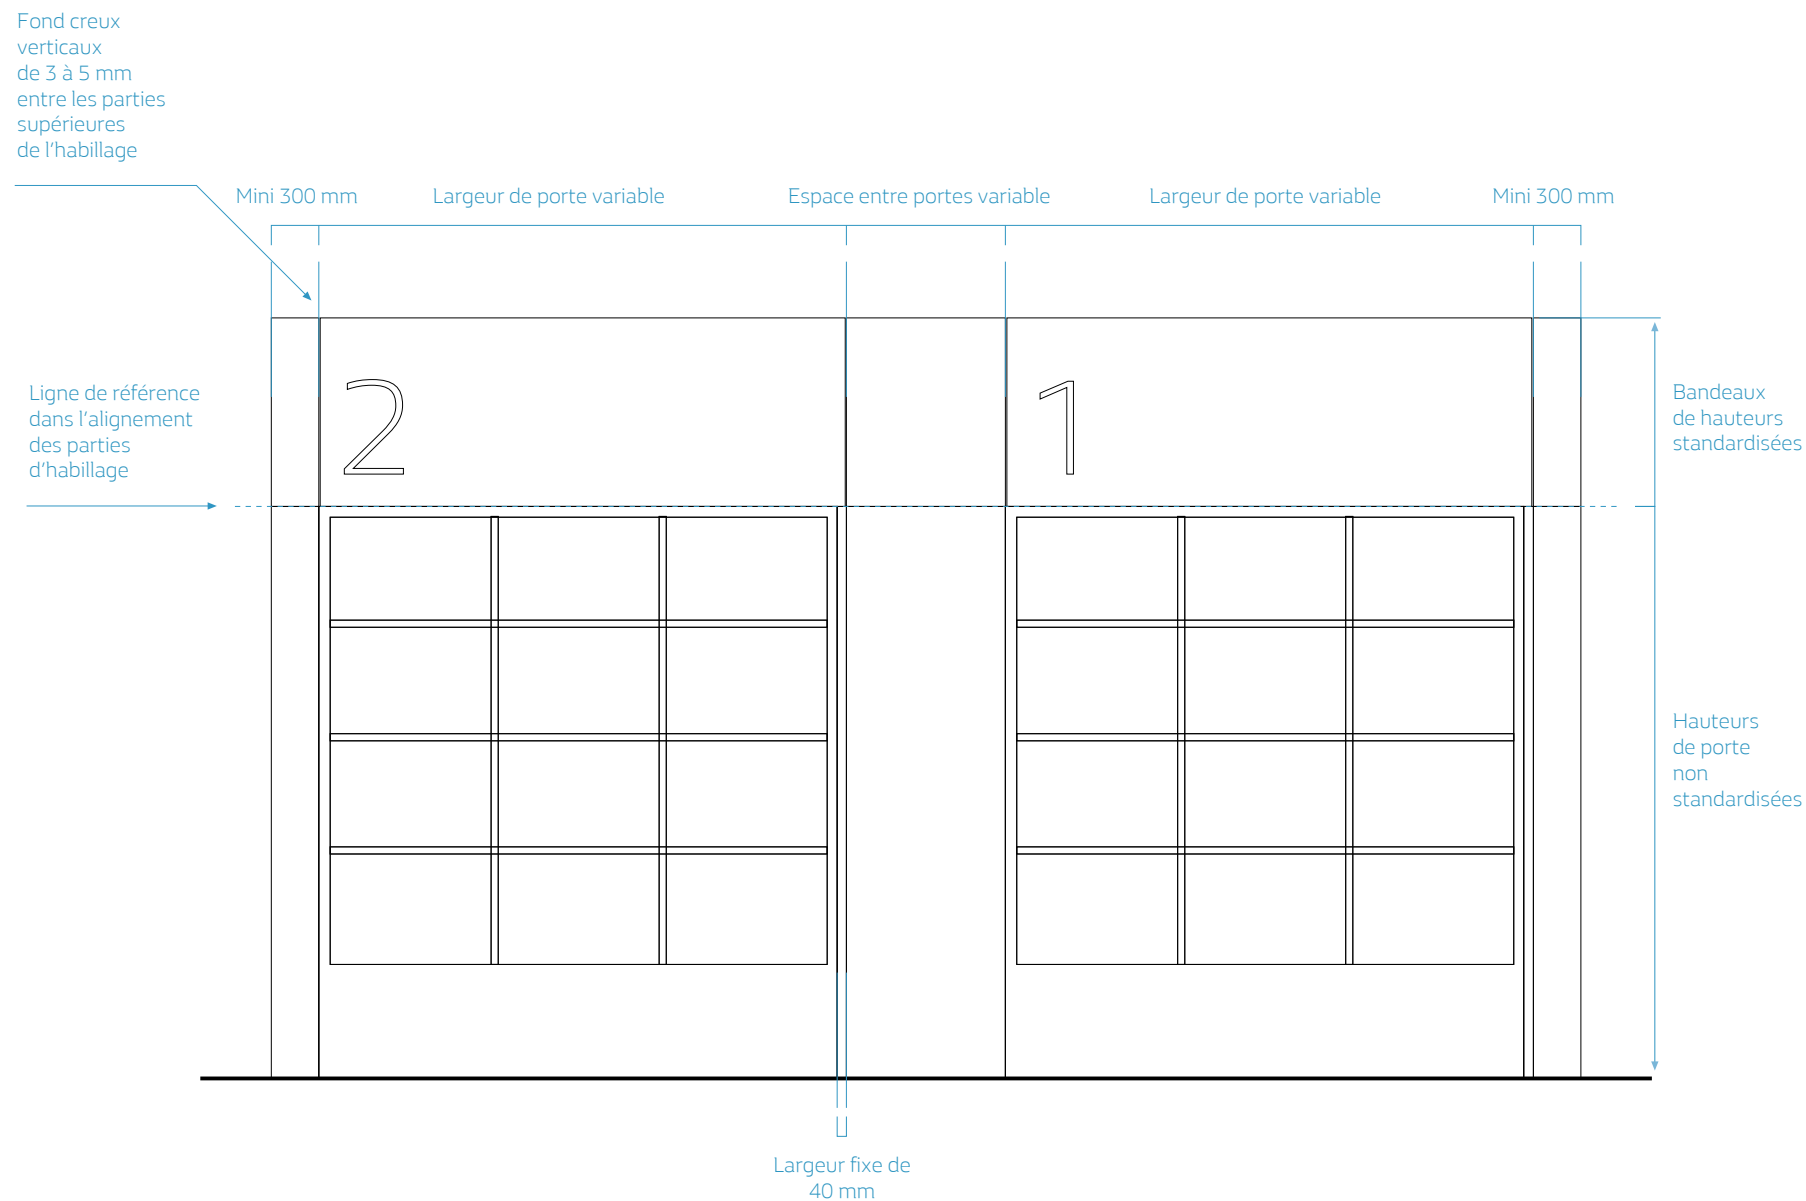 Fond creux
verticaux
de 3 à 5 mm
entre les parties
supérieures
de l'habillage
Mini 300 mm
Largeur de porte variable
Espace entre portes variable
Largeur de porte variable
Mini 300 mm
Ligne de référence
dans l'alignement
des parties
d'habillage
2
1
Bandeaux
de hauteurs
standardisées
Hauteurs
de porte
non
standardisées
Largeur fixe de
40 mm